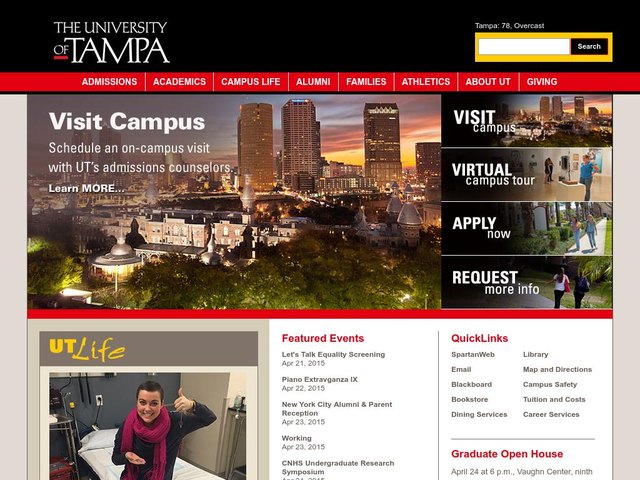 THE UNIVERSITY
OF TAMPA
Tampa: 78, Overcast
Search
ADMISSIONS
ACADEMICS
CAMPUS LIFE
ALUMNI
FAMILIES
ATHLETICS
ABOUT UT
GIVING
Visit Campus
Schedule an on-campus visit
with UT's admissions counselors.
Learn MORE...
VISIT
campus
VIRTUAL
campus tour
APPLY
now
REQUEST
more info
UT Life
Featured Events
Let's Talk Equality Screening
Apr 21, 2015
Piano Extravganza IX
Apr 22, 2015
New York City Alumni & Parent
Reception
Apr 23, 2015
Working
Apr 23, 2015
CNHS Undergraduate Research
Symposium
QuickLinks
SpartanWeb
Library
Email
Map and Directions
Blackboard
Campus Safety
Bookstore
Tuition and Costs
Dining Services
Career Services
Graduate Open House
April 24 at 6 p.m., Vaughn Center, ninth